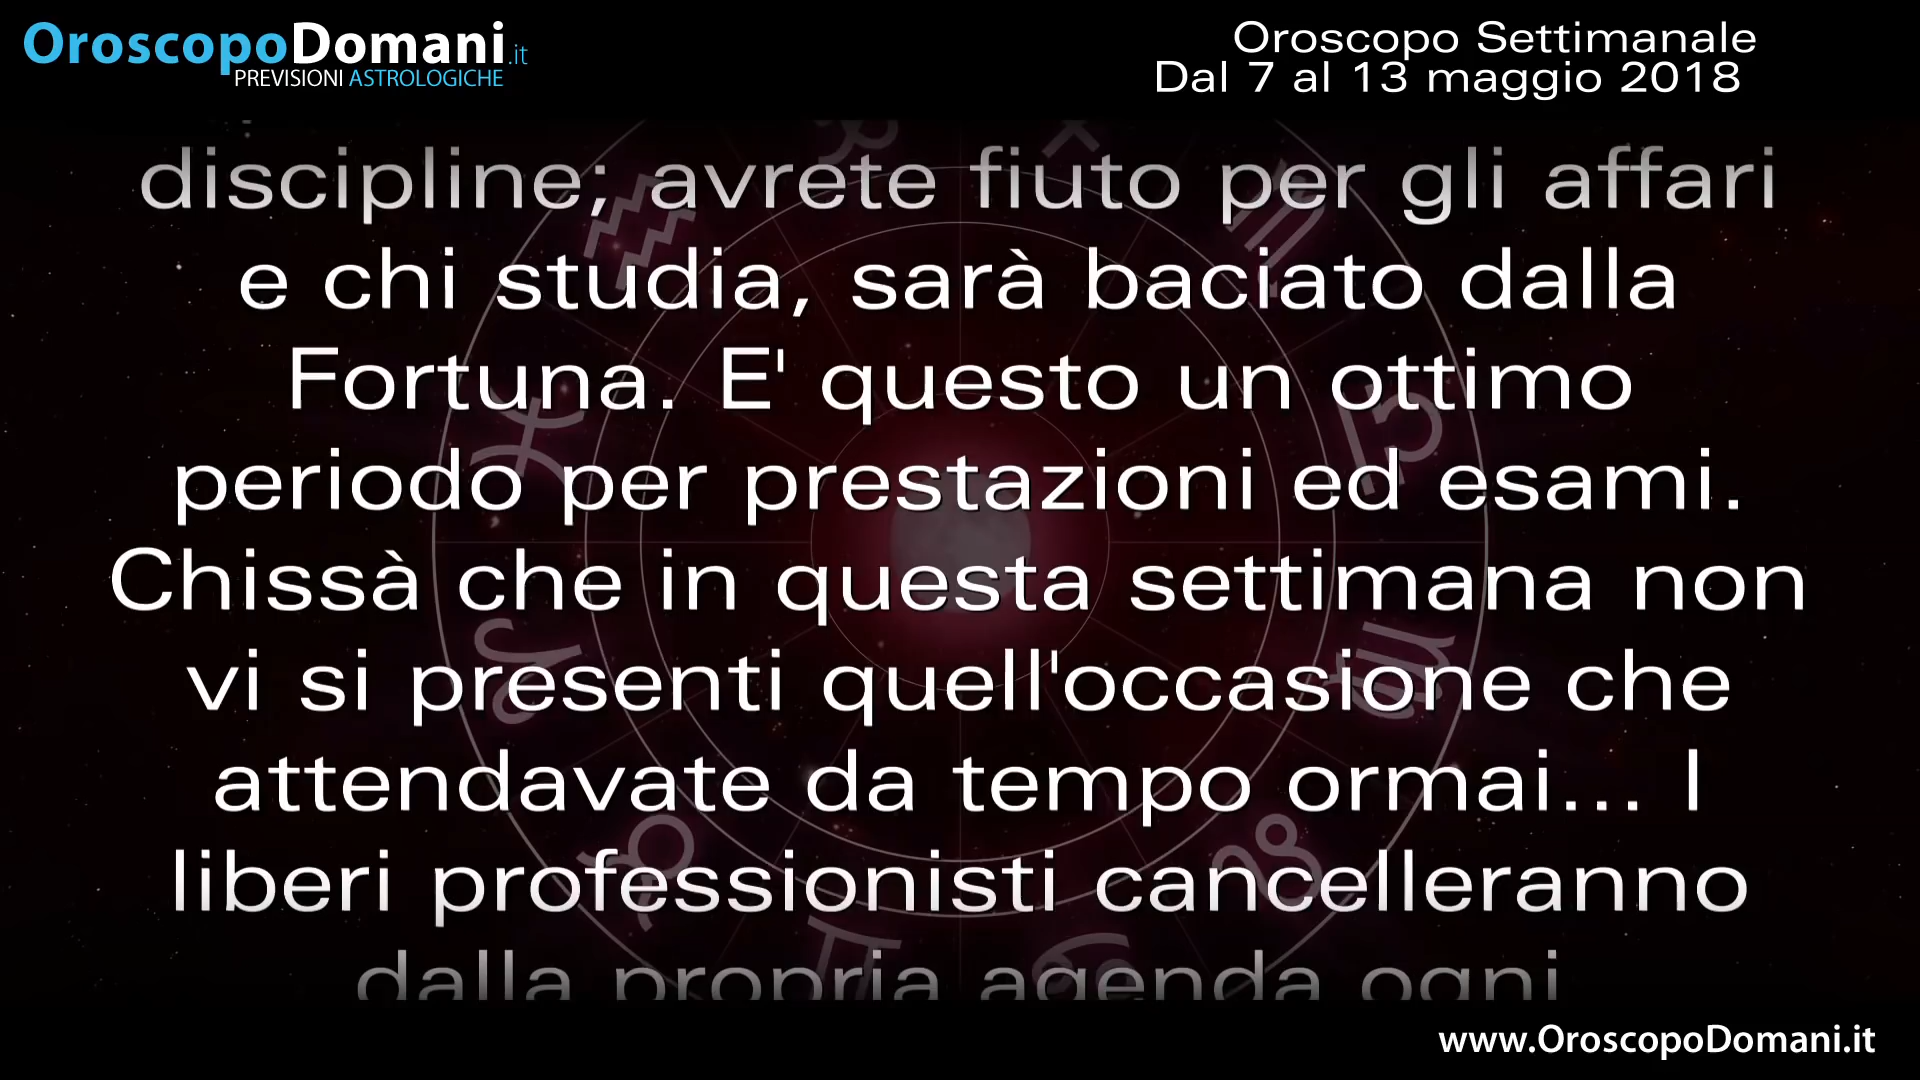 OroscopoDomani.it
PREVISIONI ASTROLOGICHE
Oroscopo Settimanale
Dal 7 al 13 maggio 2018
discipline; avrete fiuto per gli affari
e chi studia, sarà baciato dalla
Fortuna. E' questo un ottimo
periodo per prestazioni ed esami.
Chissà che in questa settimana non
vi si presenti quell'occasione che
attendavate da tempo ormai... I
liberi professionisti cancelleranno
dalla propria agenda ogni
www.OroscopoDomani.it